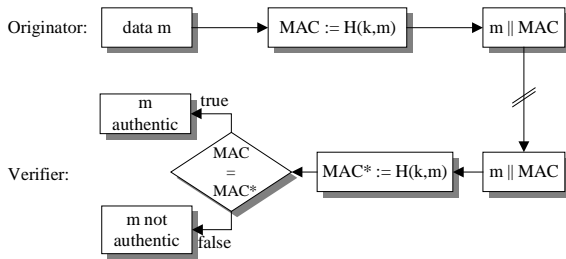 Originator:
data m
MAC := H(k,m)
m || MAC
m
authentic
true
Verifier:
MAC
=
MAC*
MAC* := H(k,m)
m || MAC
m not
authentic
false